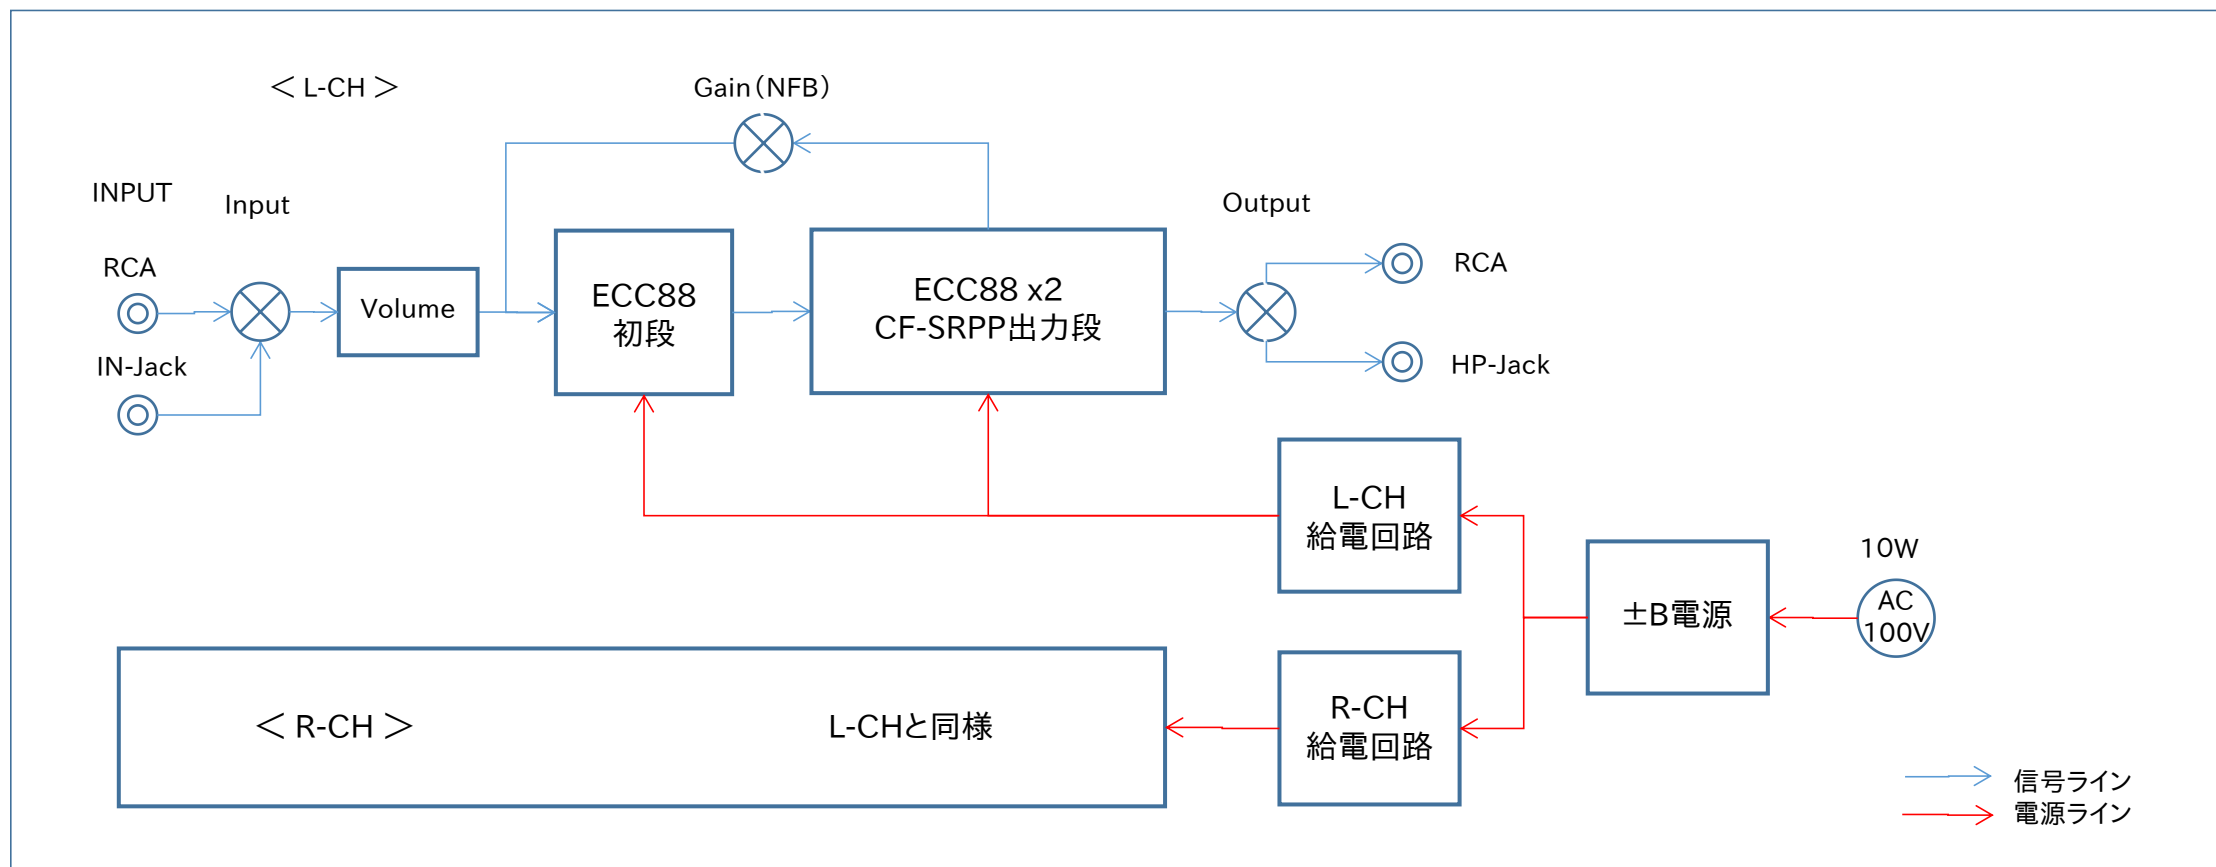 ＜ L-CH ＞
Gain（NFB）
INPUT
Input
Output
RCA
RCA
Volume
ECC88
初段
ECC88 x2
CF-SRPP出力段
IN-Jack
HP-Jack
L-CH
給電回路
10W
AC
100V
±B電源
＜ R-CH ＞
L-CHと同様
R-CH
給電回路
信号ライン
電源ライン